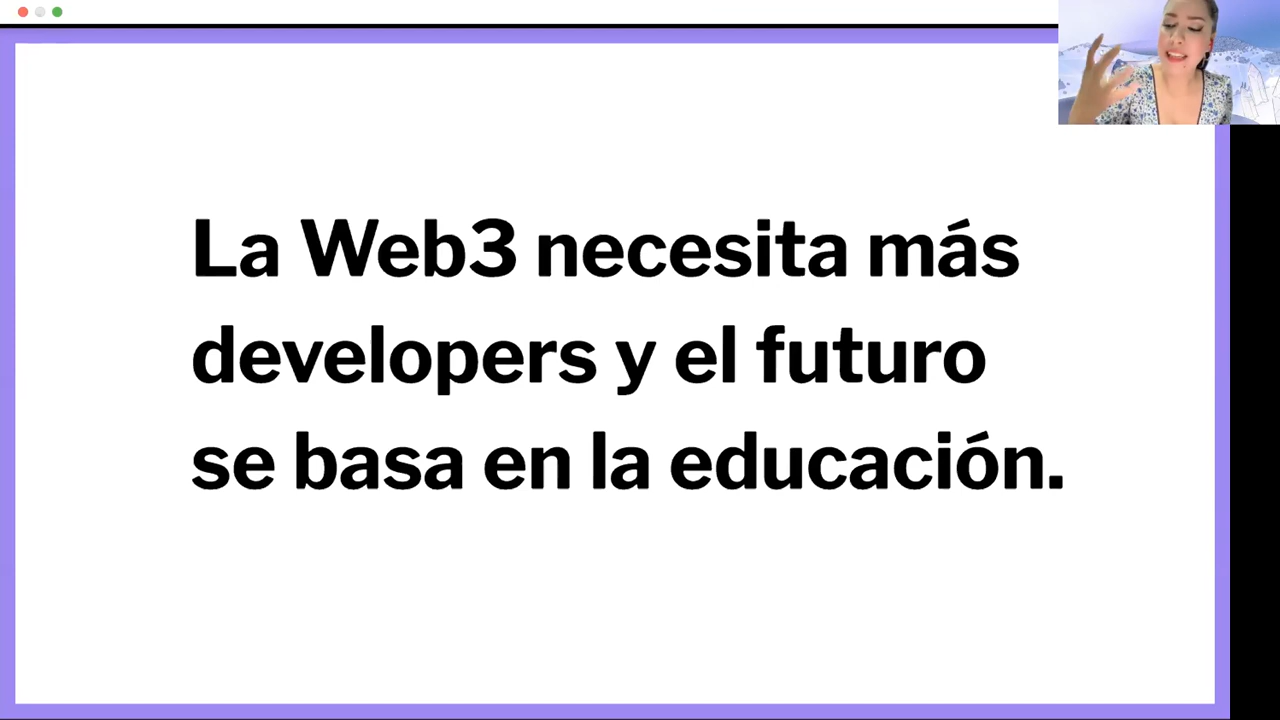 La Web3 necesita más
developers y el futuro
se basa en la educación.